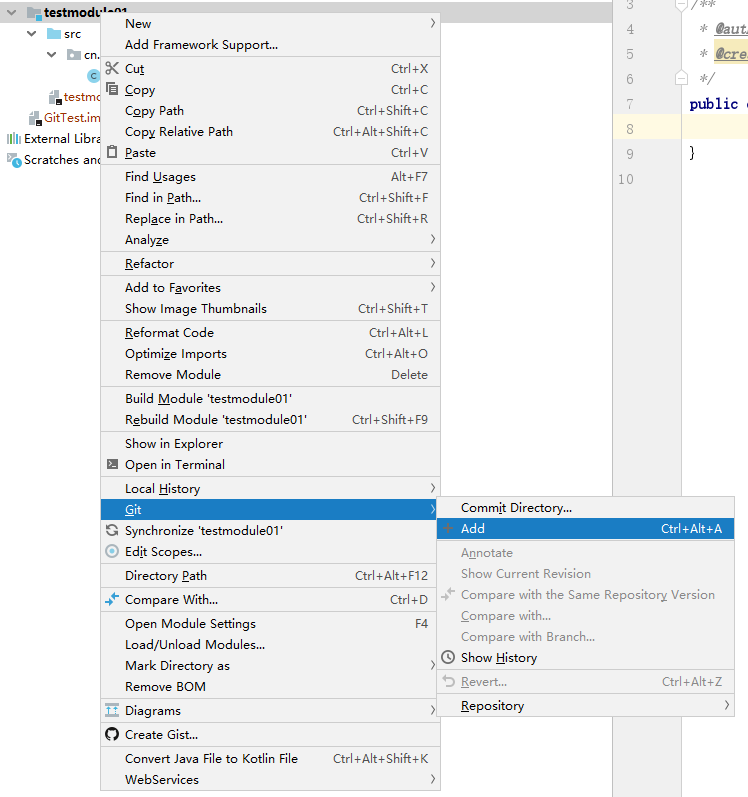 testmodule01
src
cn.
C
testmo
GitTest.im
External Libra
Scratches and
New
Add Framework Support...
Cut Ctrl+X
Copy Ctrl+C
Copy Path Ctrl+Shift+C
Copy Relative Path Ctrl+Alt+Shift+C
Paste Ctrl+V
Find Usages Alt+F7
Find in Path... Ctrl+Shift+F
Replace in Path... Ctrl+Shift+R
Analyze
Refactor
Add to Favorites
Show Image Thumbnails Ctrl+Shift+T
Reformat Code Ctrl+Alt+L
Optimize Imports Ctrl+Alt+O
Remove Module Delete
Build Module 'testmodule01'
Rebuild Module 'testmodule01' Ctrl+Shift+F9
Show in Explorer
Open in Terminal
Local History
Git
Synchronize 'testmodule01'
Edit Scopes...
Directory Path Ctrl+Alt+F12
Compare With... Ctrl+D
Open Module Settings F4
Load/Unload Modules...
Mark Directory as
Remove BOM
Diagrams
Create Gist...
Convert Java File to Kotlin File Ctrl+Alt+Shift+K
WebServices
Commit Directory...
Add Ctrl+Alt+A
Annotate
Show Current Revision
Compare with the Same Repository Version
Compare with...
Compare with Branch...
Show History
Revert... Ctrl+Alt+Z
Repository
3 /**
4 * @aut
5 * @cre
6 */
7 public c
8
9 }
10